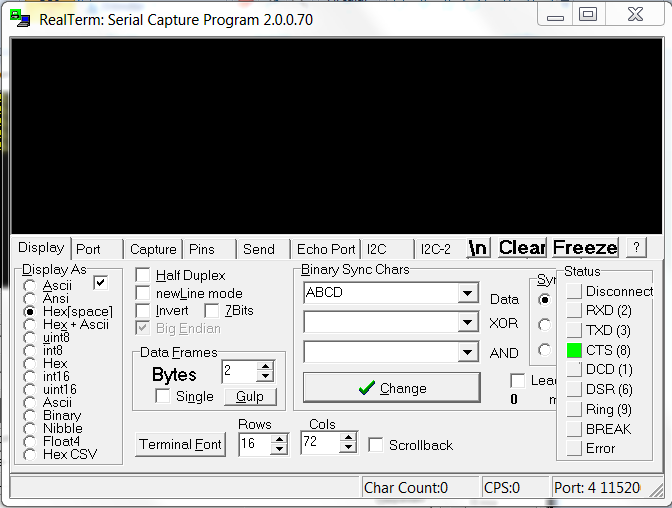 RealTerm: Serial Capture Program 2.0.0.70
Display Port Capture Pins Send Echo Port I2C I2C-2 \n Clear Freeze ?
Display As
Ascii
Ansi
Hex[space]
Hex + Ascii
uint8
int8
Hex
int16
uint16
Ascii
Binary
Nibble
Float4
Hex CSV
Half Duplex
newLine mode
Invert 7Bits
Big Endian
Data Frames
Bytes 2
Single Gulp
Terminal Font
Rows
16
Cols
72
Scrollback
Binary Sync Chars
ABCD
Data
XOR
AND
Change
Syn
Lead
0 m
Status
Disconnect
RXD (2)
TXD (3)
CTS (8)
DCD (1)
DSR (6)
Ring (9)
BREAK
Error
Char Count:0 CPS:0 Port: 4 11520